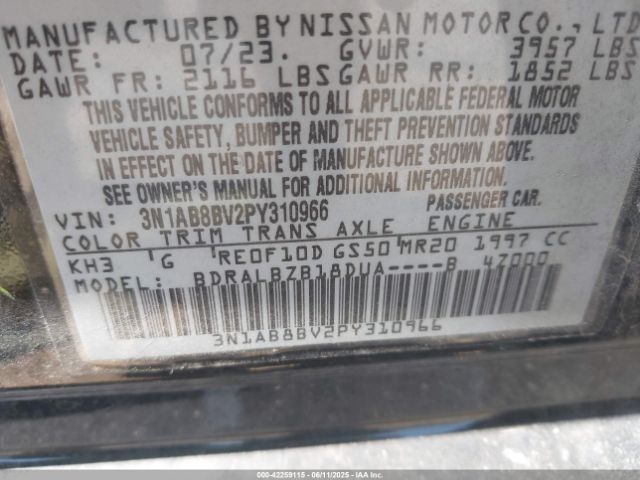 MANUFACTURED BY NISSAN MOTOR CO., LTD
DATE: 07/23. GVWR: 3957 LBS
GAWR FR: 2116 LBS GAWR RR: 1852 LBS
THIS VEHICLE CONFORMS TO ALL APPLICABLE FEDERAL MOTOR
VEHICLE SAFETY, BUMPER AND THEFT PREVENTION STANDARDS
IN EFFECT ON THE DATE OF MANUFACTURE SHOWN ABOVE.
SEE OWNER'S MANUAL FOR ADDITIONAL INFORMATION.
VIN: 3N1AB8BV2PY310966 PASSENGER CAR.
COLOR TRIM TRANS AXLE ENGINE
KH3 'G 'RE0F10D GS50'MR20 1997 CC
MODEL: BDRALBZB18DUA----B 47000
3N1AB8BV2PY310966
000-42259115 - 06/11/2025 - IAAI